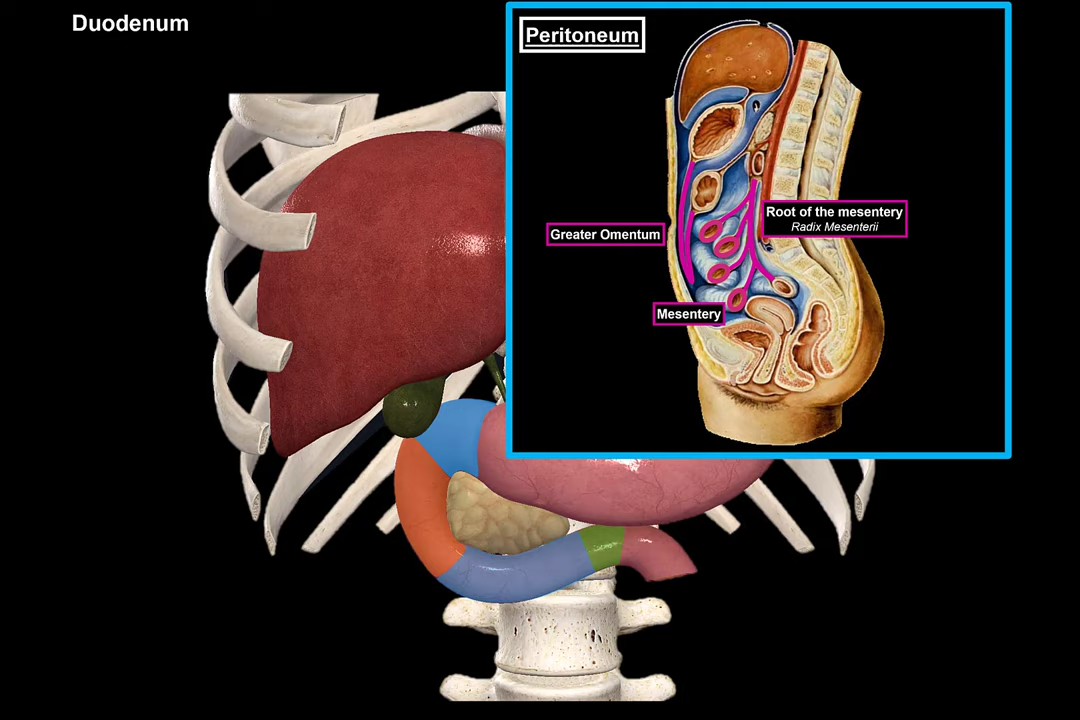 Duodenum
Peritoneum
Root of the mesentery
Radix Mesenterii
Greater Omentum
Mesentery